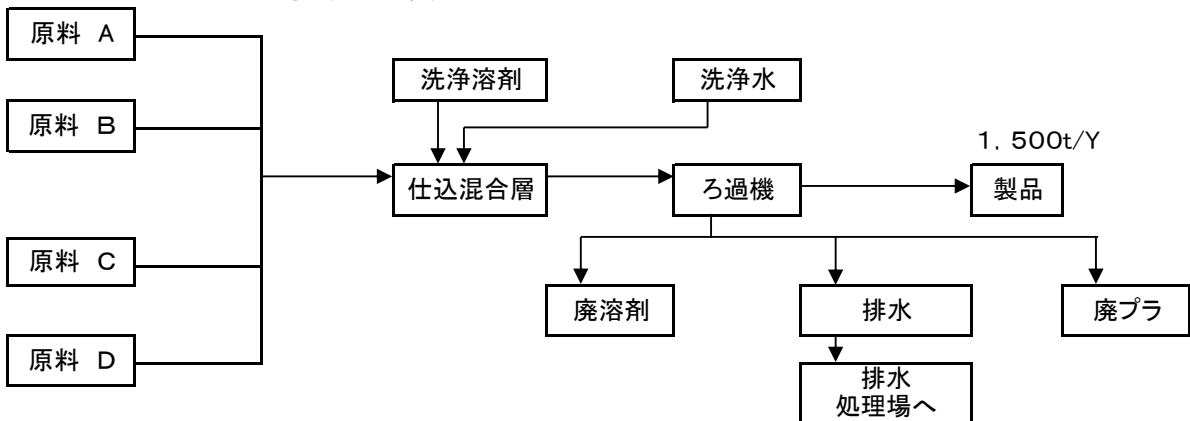 原料 A
洗浄溶剤
洗浄水
原料 B
1, 500t/Y
仕込混合層
ろ過機
製品
原料 C
廃溶剤
排水
廃プラ
原料 D
排水
処理場へ